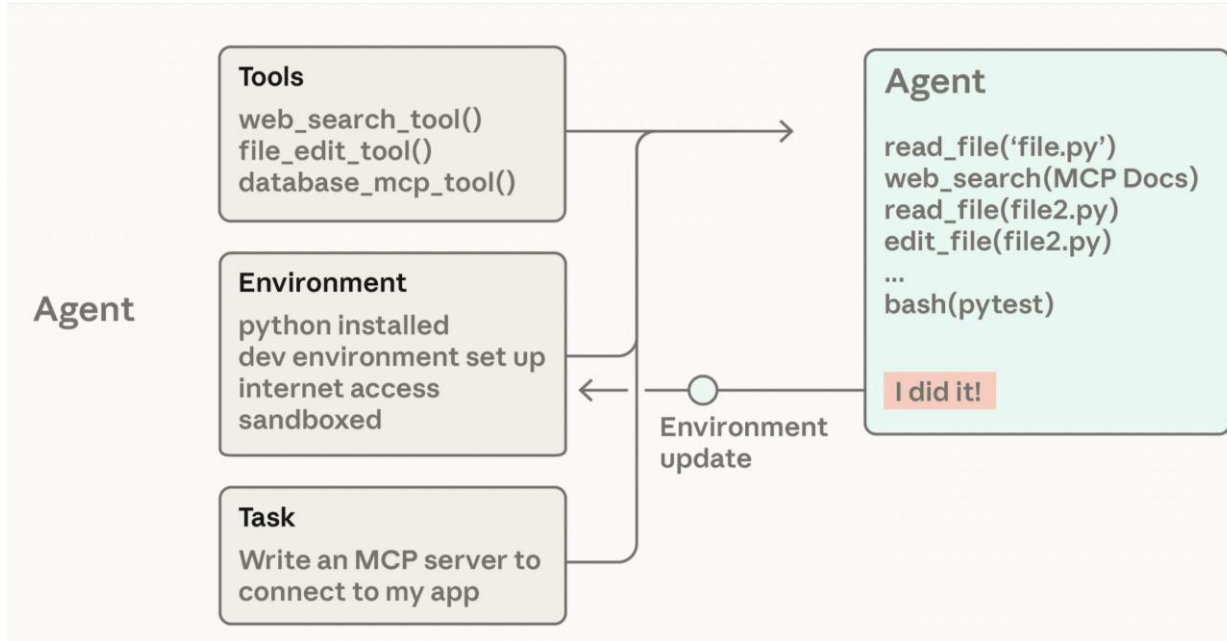 Agent
Tools
web_search_tool()
file_edit_tool()
database_mcp_tool()
Environment
python installed
dev environment set up
internet access
sandboxed
Task
Write an MCP server to
connect to my app
Environment
update
Agent
read_file(‘file.py’)
web_search(MCP Docs)
read_file(file2.py)
edit_file(file2.py)
...
bash(pytest)
I did it!